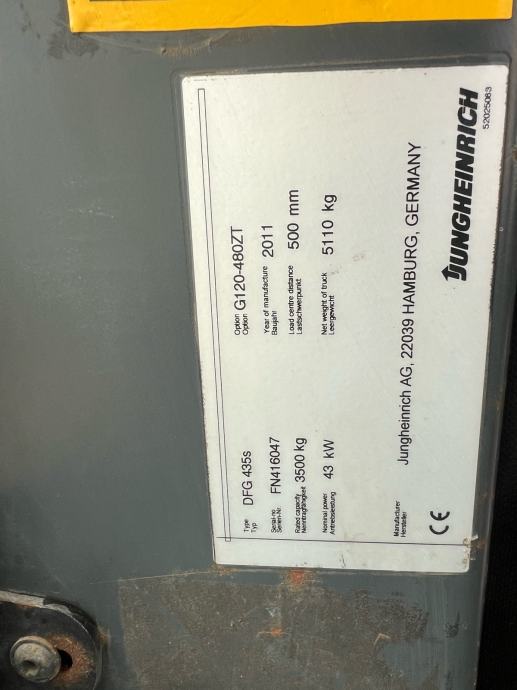 Type
Typ DFG 435s
Option
Option G120-480ZT
Serial-no
Serien-Nr. FN416047
Year of manufacture
Baujahr 2011
Rated capacity
Nenntragfähigkeit 3500 kg
Load centre distance
Lastschwerpunkt 500 mm
Nominal power
Antriebsleistung 43 kW
Net weight of truck
Leergewicht 5110 kg
Manufacturer
Hersteller
Jungheinrich AG, 22039 HAMBURG, GERMANY
CE
JUNGHEINRICH
52025063